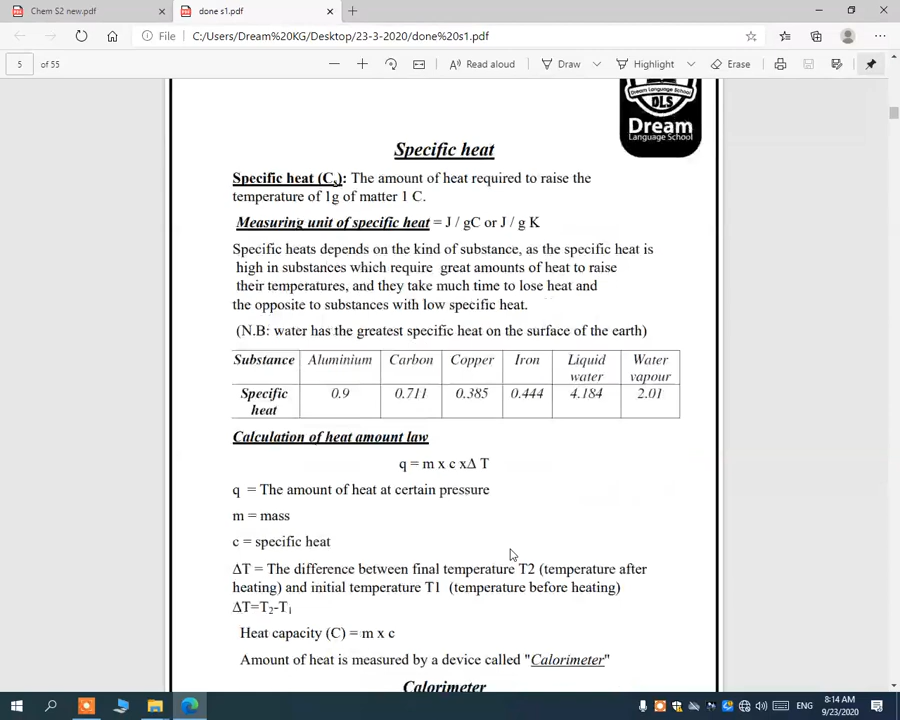 Chem S2 new.pdf
done s1.pdf
File
C:/Users/Dream%20KG/Desktop/23-3-2020/done%20s1.pdf
5 of 55
Read aloud
Draw
Highlight
Erase
DLS
Dream
Language School
Specific heat
Specific heat (Cs): The amount of heat required to raise the
temperature of 1g of matter 1 C.
Measuring unit of specific heat = J / gC or J / g K
Specific heats depends on the kind of substance, as the specific heat is
high in substances which require great amounts of heat to raise
their temperatures, and they take much time to lose heat and
the opposite to substances with low specific heat.
(N.B: water has the greatest specific heat on the surface of the earth)
Substance Aluminium Carbon Copper Iron Liquid water Water vapour
Specific heat 0.9 0.711 0.385 0.444 4.184 2.01
Calculation of heat amount law
q = m x c xΔ T
q = The amount of heat at certain pressure
m = mass
c = specific heat
ΔT = The difference between final temperature T2 (temperature after
heating) and initial temperature T1 (temperature before heating)
ΔT=T₂-T₁
Heat capacity (C) = m x c
Amount of heat is measured by a device called "Calorimeter"
Calorimeter
ENG
8:14 AM
9/23/2020